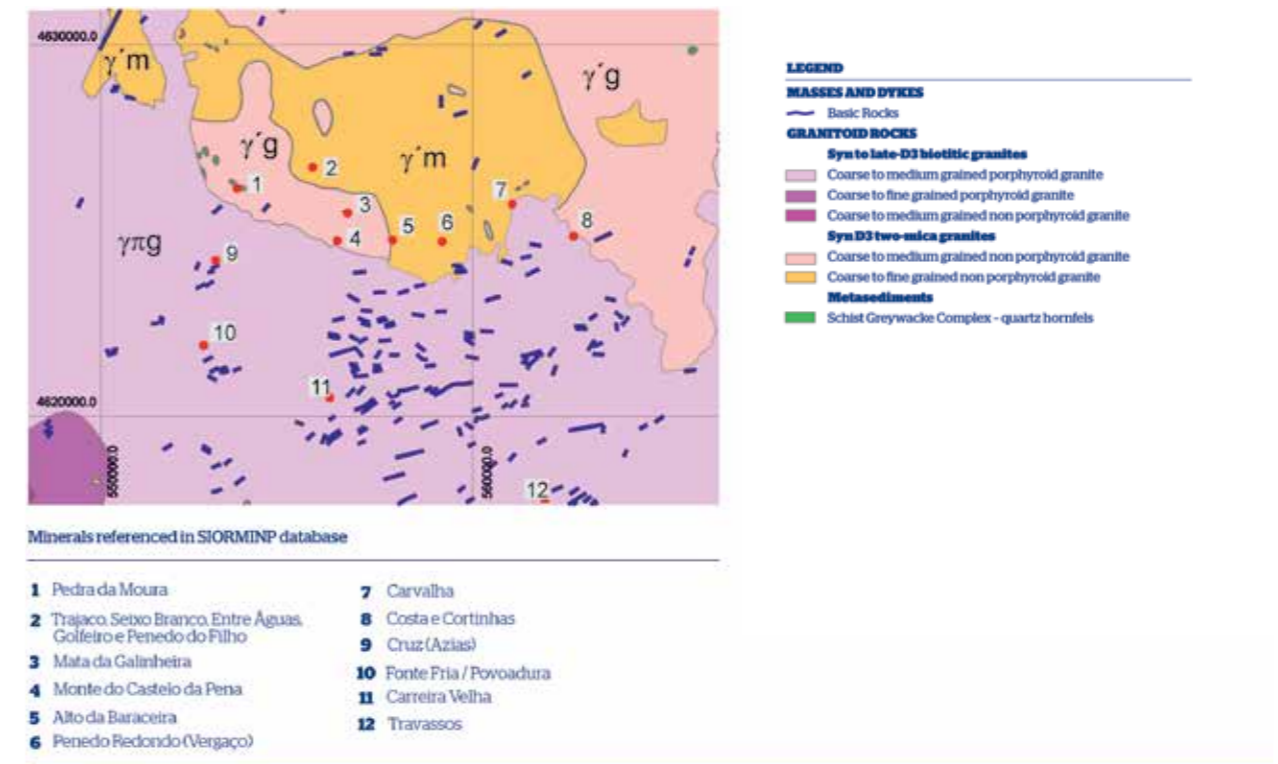 4630000.0
γ´m
γ´g
γ´g
γ´m
2
1
3
7
4
5
6
8
γπg
9
10
11
4620000.0
550000.0
560000.0
12
LEGEND
MASSES AND DYKES
Basic Rocks
GRANITOID ROCKS
Syn to late-D3 biotitic granites
Coarse to medium grained porphyroid granite
Coarse to fine grained porphyroid granite
Coarse to medium grained non porphyroid granite
Syn D3 two-mica granites
Coarse to medium grained non porphyroid granite
Coarse to fine grained non porphyroid granite
Metasediments
Schist Greywacke Complex - quartz hornfels
Minerals referenced in SIORMINP database
1 Pedra da Moura
2 Trajaco, Seixo Branco, Entre Águas,
Golfeiro e Penedo do Filho
3 Mata da Galinheira
4 Monte do Castelo da Pena
5 Alto da Baraceira
6 Penedo Redondo (Vergaço)
7 Carvalha
8 Costa e Cortinhas
9 Cruz (Azias)
10 Fonte Fria / Povoadura
11 Carreira Velha
12 Travassos